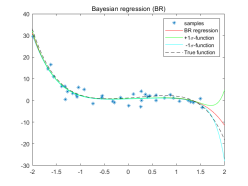 Bayesian regression (BR)
samples
BR regression
+1σ-function
-1σ-function
True function
40
30
20
10
0
-10
-20
-30
-2 -1.5 -1 -0.5 0 0.5 1 1.5 2